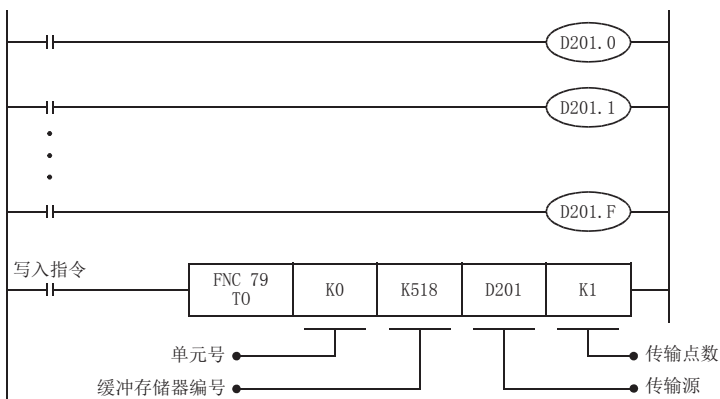 D201.0
D201.1
D201.F
写入指令
FNC 79
TO
K0
K518
D201
K1
单元号
传输点数
缓冲存储器编号
传输源